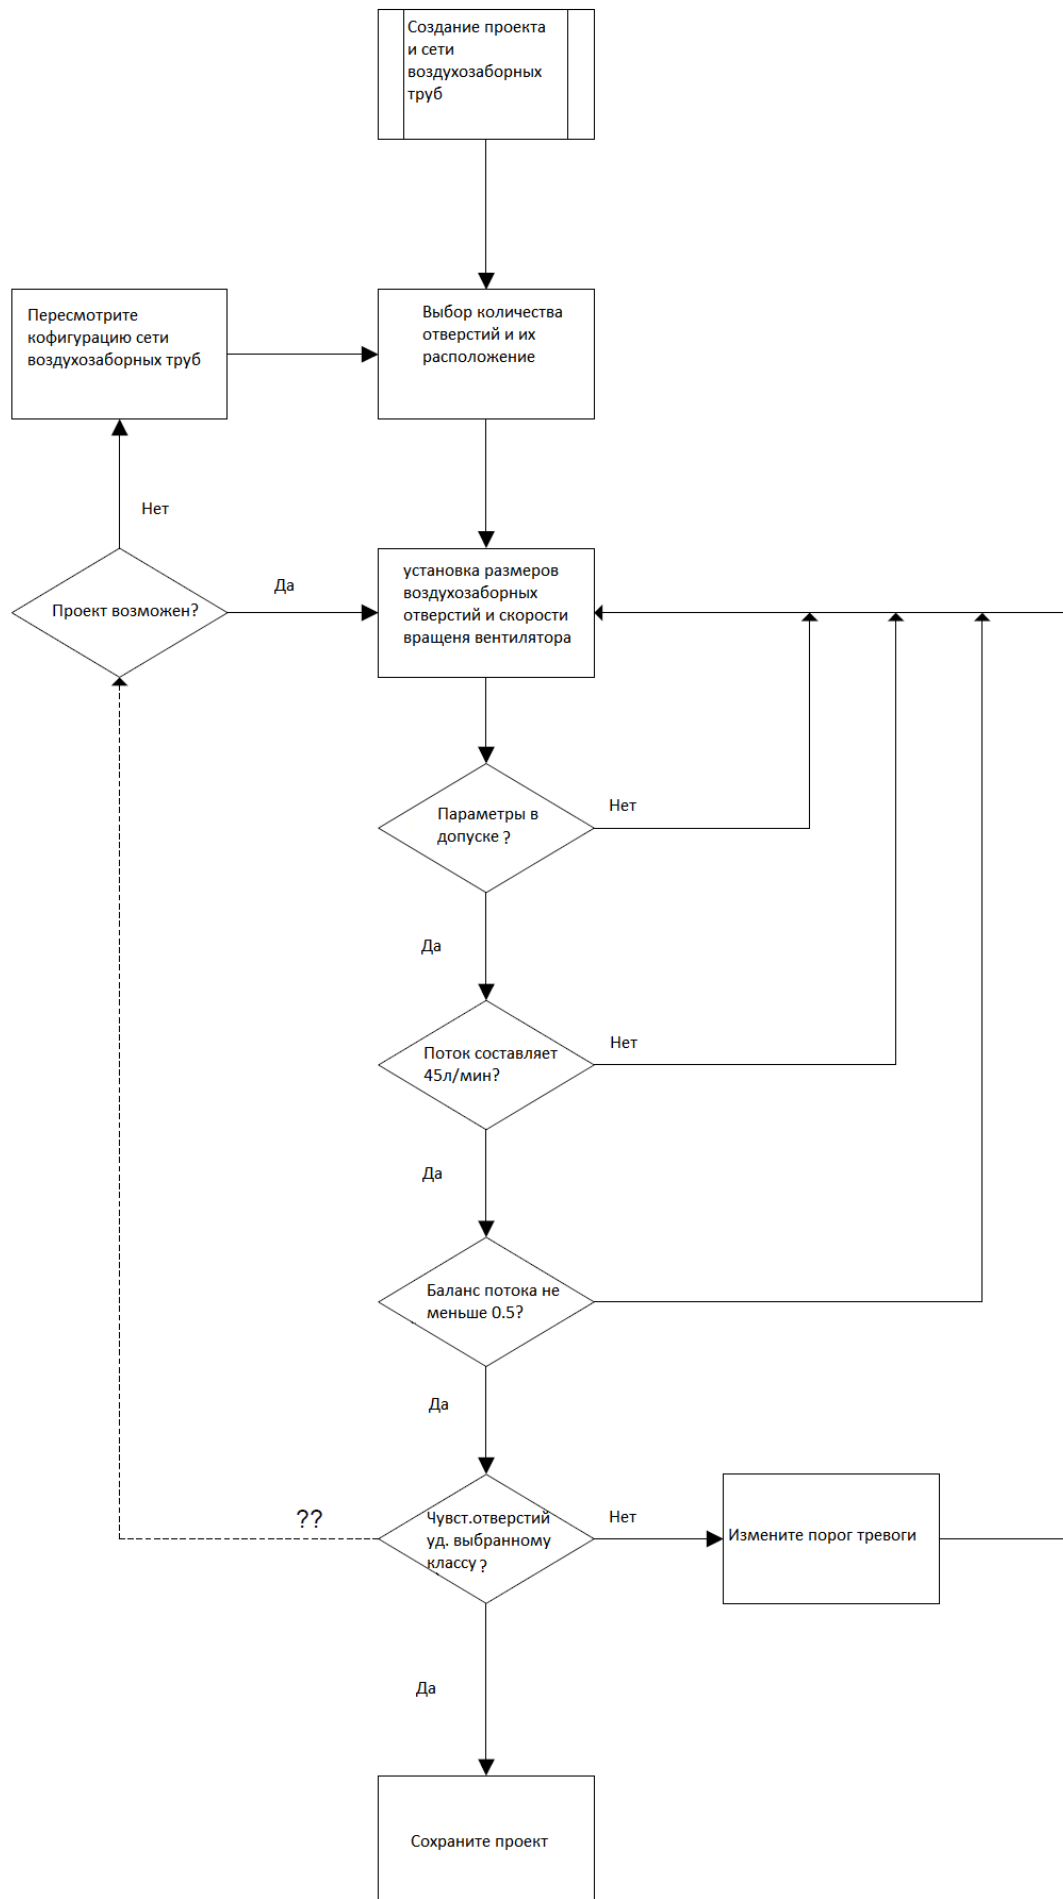 Создание проекта
и сети
воздухозаборных
труб
Пересмотрите
кофигурацию сети
воздухозаборных труб
Выбор количества
отверстий и их
расположение
Нет
Проект возможен?
Да
установка размеров
воздухозаборных
отверстий и скорости
вращеня вентилятора
Параметры в
допуске ?
Нет
Да
Поток составляет
45л/мин?
Нет
Да
Баланс потока не
меньше 0.5?
Да
??
Чувст.отверстий
уд. выбранному
классу ?
Нет
Измените порог тревоги
Да
Сохраните проект